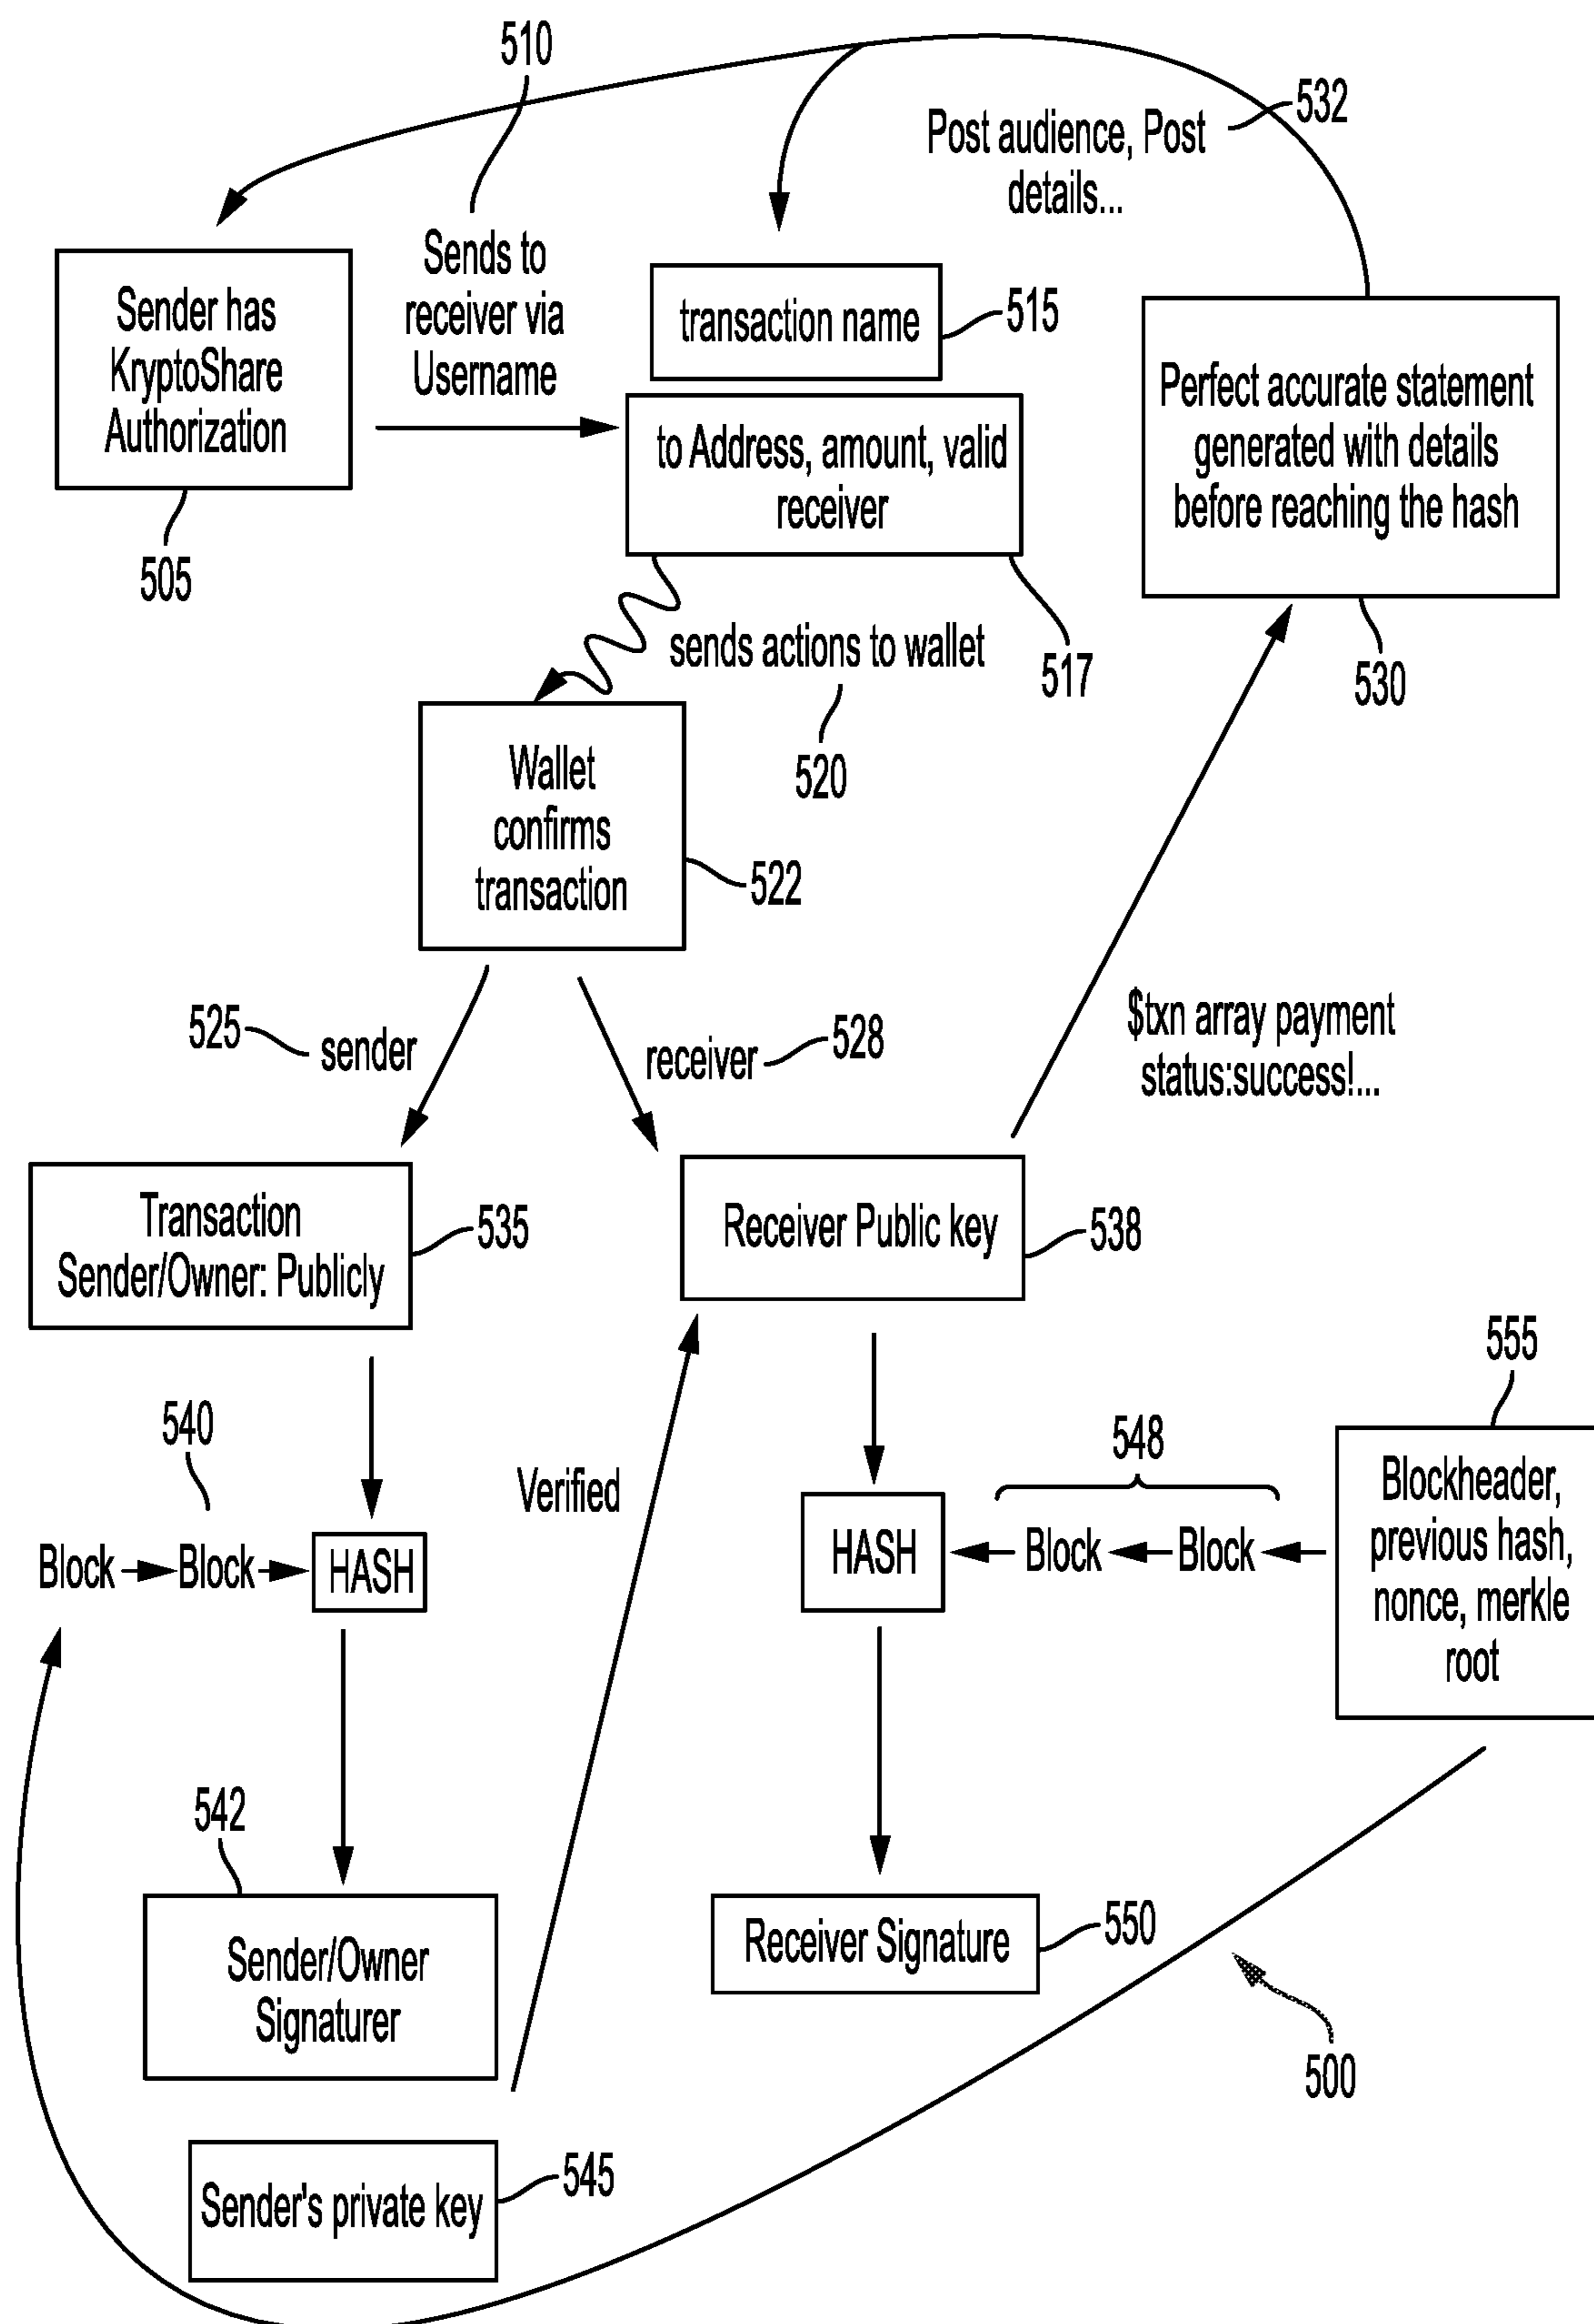 510
532
Post audience, Post
details...
Sends to
receiver via
Username
Sender has
KryptoShare
Authorization
505
transaction name
515
to Address, amount, valid
receiver
517
Perfect accurate statement
generated with details
before reaching the hash
530
sends actions to wallet
520
Wallet
confirms
transaction
522
525
sender
receiver
528
$txn array payment
status:success!...
Transaction
Sender/Owner: Publicly
535
Receiver Public key
538
540
Block
Block
HASH
Verified
HASH
548
Block
Block
555
Blockheader,
previous hash,
nonce, merkle
root
542
Sender/Owner
Signaturer
Receiver Signature
550
500
Sender's private key
545